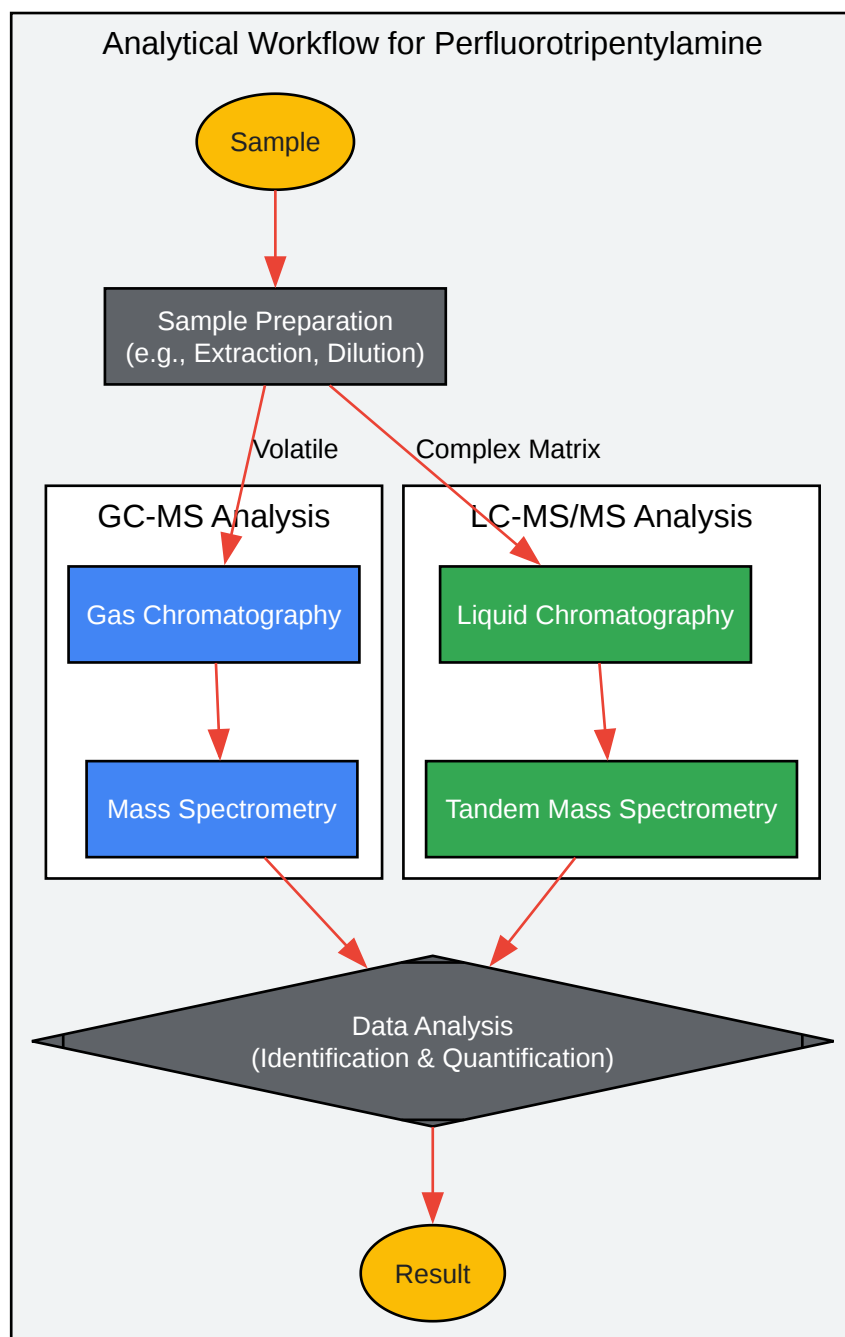 Analytical Workflow for Perfluorotripentylamine
Sample
Sample Preparation
(e.g., Extraction, Dilution)
Volatile
Complex Matrix
GC-MS Analysis
LC-MS/MS Analysis
Gas Chromatography
Liquid Chromatography
Mass Spectrometry
Tandem Mass Spectrometry
Data Analysis
(Identification & Quantification)
Result